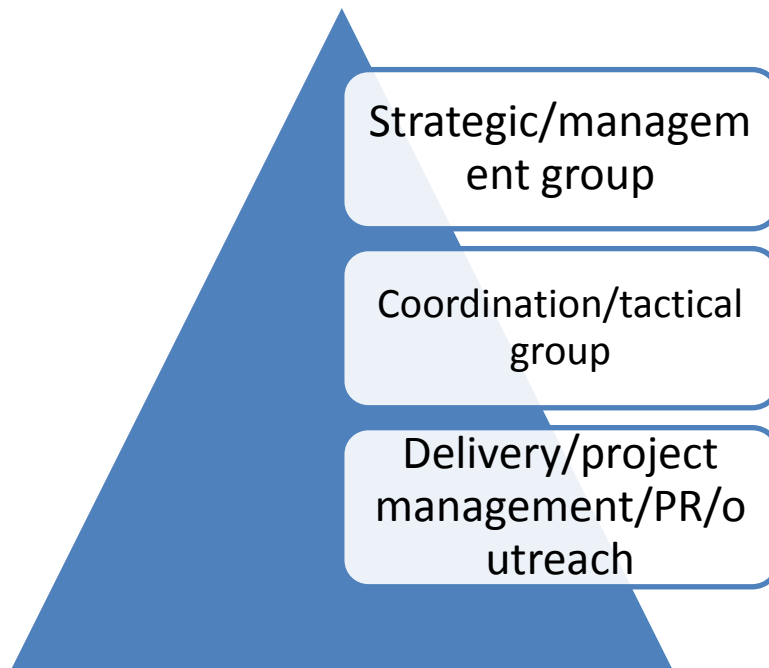 Strategic/managem
ent group
Coordination/tactical
group
Delivery/project
management/PR/o
utreach